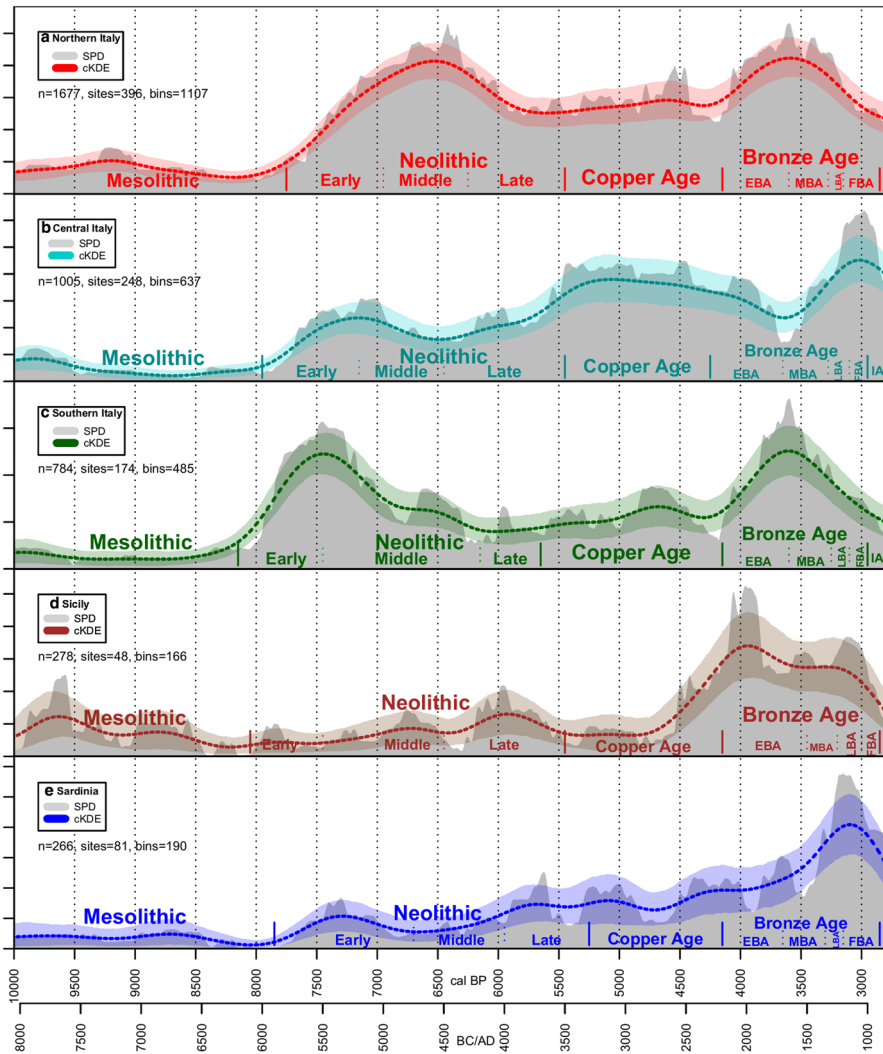 a Northern Italy
SPD
cKDE
n=1677, sites=396, bins=1107
Neolithic
Bronze Age
Mesolithic
Early
Middle
Late
Copper Age
EBA
MBA
LBA
FBA
b Central Italy
SPD
cKDE
n=1005, sites=248, bins=637
Mesolithic
Neolithic
Bronze Age
Early
Middle
Late
Copper Age
EBA
MBA
LBA
FBA
IA
c Southern Italy
SPD
cKDE
n=784, sites=174, bins=485
Mesolithic
Neolithic
Bronze Age
Early
Middle
Late
Copper Age
EBA
MBA
LBA
FBA
IA
d Sicily
SPD
cKDE
n=278, sites=48, bins=166
Neolithic
Mesolithic
Bronze Age
Early
Middle
Late
Copper Age
EBA
MBA
LBA
FBA
e Sardinia
SPD
cKDE
n=266, sites=81, bins=190
Mesolithic
Neolithic
Bronze Age
Early
Middle
Late
Copper Age
EBA
MBA
LBA
FBA
10000 9500 9000 8500 8000 7500 7000 6500 6000 5500 5000 4500 4000 3500 3000
cal BP
8000 7500 7000 6500 6000 5500 5000 4500 4000 3500 3000 2500 2000 1500 1000
BC/AD